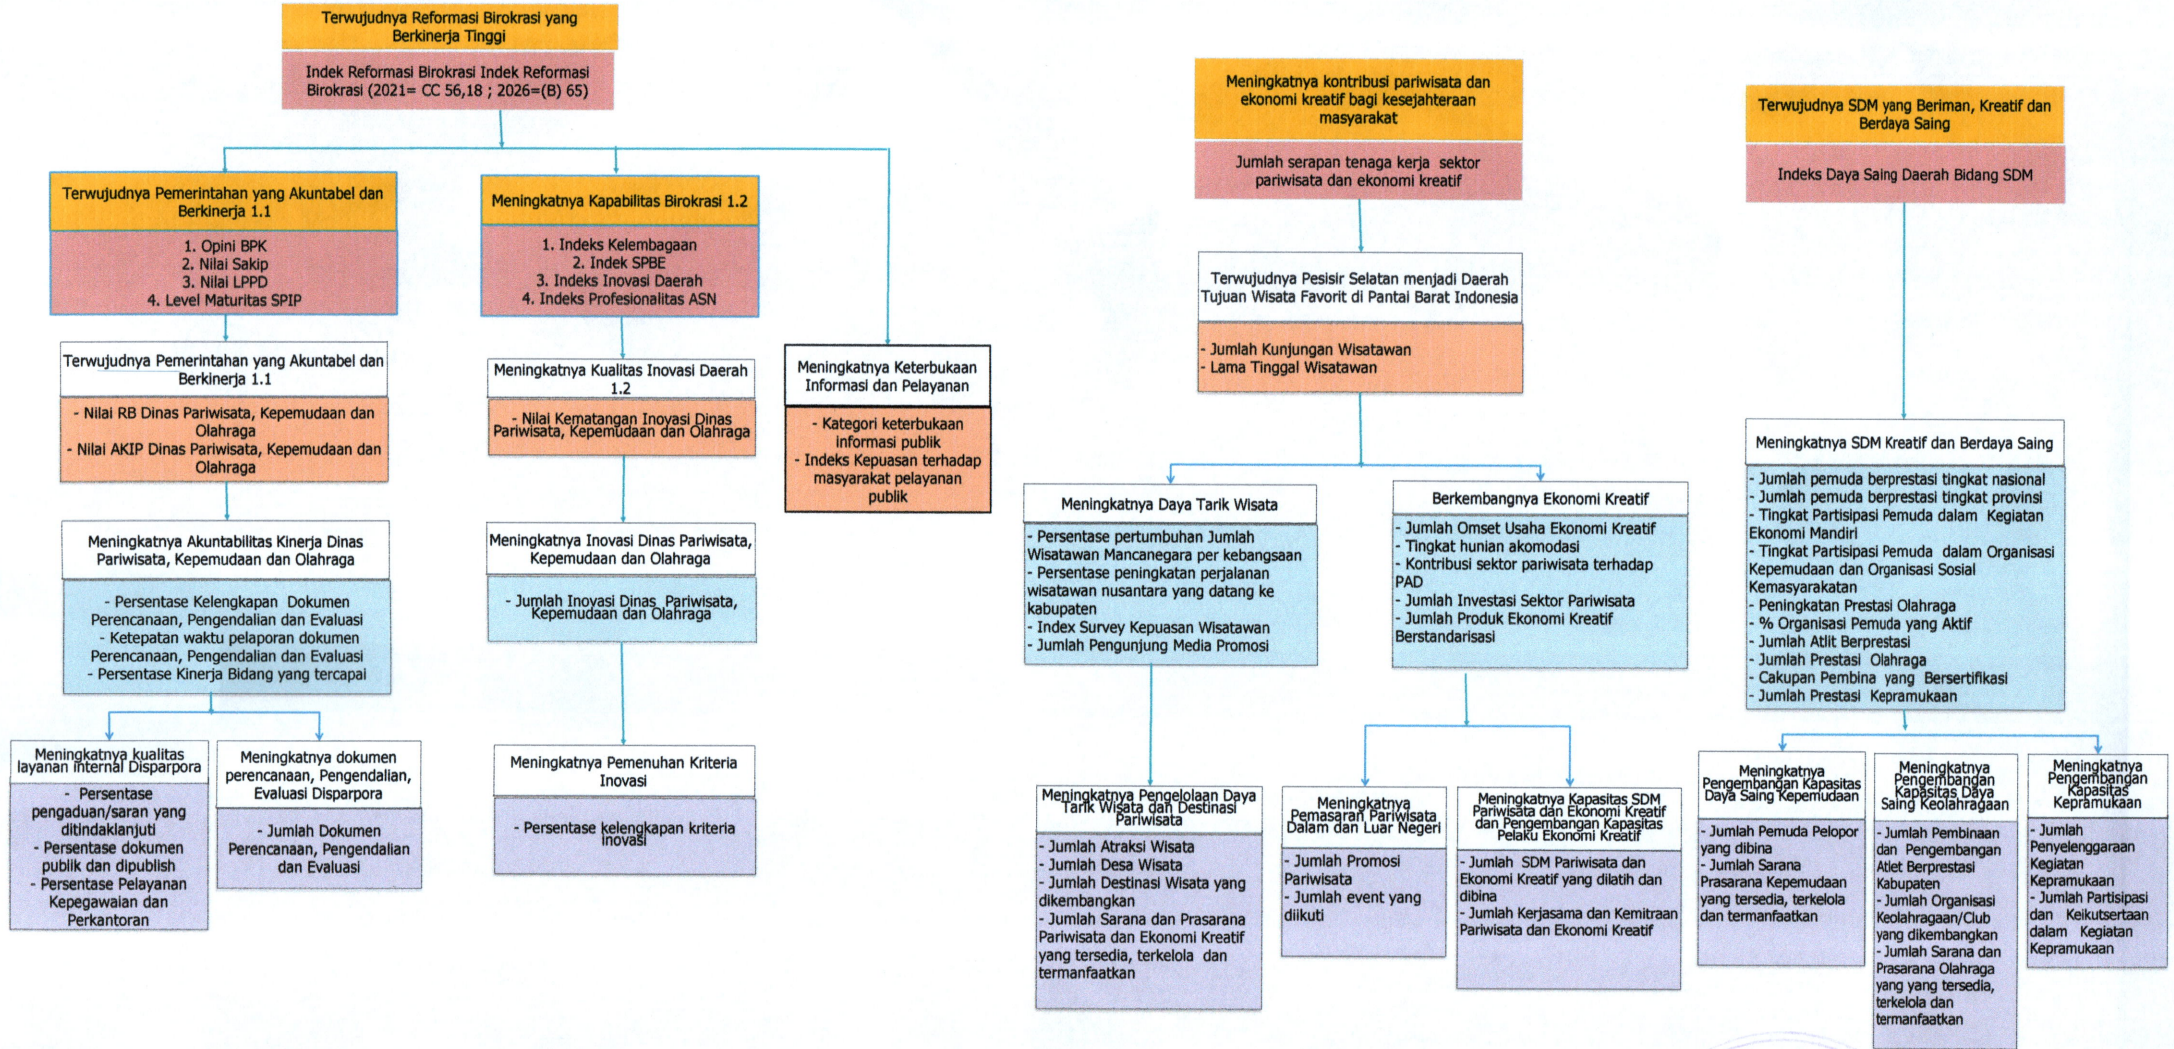 Terwujudnya Reformasi Birokrasi yang
Berkinerja Tinggi
Indek Reformasi Birokrasi Indek Reformasi
Birokrasi (2021= CC 56,18 ; 2026=(B) 65)
Terwujudnya Pemerintahan yang Akuntabel dan
Berkinerja 1.1
1. Opini BPK
2. Nilai Sakip
3. Nilai LPPD
4. Level Maturitas SPIP
Terwujudnya Pemerintahan yang Akuntabel dan
Berkinerja 1.1
- Nilai RB Dinas Pariwisata, Kepemudaan dan
Olahraga
- Nilai AKIP Dinas Pariwisata, Kepemudaan dan
Olahraga
Meningkatnya Akuntabilitas Kinerja Dinas
Pariwisata, Kepemudaan dan Olahraga
- Persentase Kelengkapan Dokumen
Perencanaan, Pengendalian dan Evaluasi
- Ketepatan waktu pelaporan dokumen
Perencanaan, Pengendalian dan Evaluasi
- Persentase Kinerja Bidang yang tercapai
Meningkatnya kualitas
layanan internal Disparpora
- Persentase
pengaduan/saran yang
ditindaklanjuti
- Persentase dokumen
publik dan dipublish
- Persentase Pelayanan
Kepegawaian dan
Perkantoran
Meningkatnya dokumen
perencanaan, Pengendalian,
Evaluasi Disparpora
- Jumlah Dokumen
Perencanaan, Pengendalian
dan Evaluasi
Meningkatnya Kapabilitas Birokrasi 1.2
1. Indeks Kelembagaan
2. Indek SPBE
3. Indeks Inovasi Daerah
4. Indeks Profesionalitas ASN
Meningkatnya Kualitas Inovasi Daerah
1.2
- Nilai Kematangan Inovasi Dinas
Pariwisata, Kepemudaan dan Olahraga
Meningkatnya Inovasi Dinas Pariwisata,
Kepemudaan dan Olahraga
- Jumlah Inovasi Dinas Pariwisata,
Kepemudaan dan Olahraga
Meningkatnya Pemenuhan Kriteria
Inovasi
- Persentase kelengkapan kriteria
inovasi
Meningkatnya Keterbukaan
Informasi dan Pelayanan
- Kategori keterbukaan
informasi publik
- Indeks Kepuasan terhadap
masyarakat pelayanan
publik
Meningkatnya kontribusi pariwisata dan
ekonomi kreatif bagi kesejahteraan
masyarakat
Jumlah serapan tenaga kerja sektor
pariwisata dan ekonomi kreatif
Terwujudnya Pesisir Selatan menjadi Daerah
Tujuan Wisata Favorit di Pantai Barat Indonesia
- Jumlah Kunjungan Wisatawan
- Lama Tinggal Wisatawan
Meningkatnya Daya Tarik Wisata
- Persentase pertumbuhan Jumlah
Wisatawan Mancanegara per kebangsaan
- Persentase peningkatan perjalanan
wisatawan nusantara yang datang ke
kabupaten
- Index Survey Kepuasan Wisatawan
- Jumlah Pengunjung Media Promosi
Meningkatnya Pengelolaan Daya
Tarik Wisata dan Destinasi
Pariwisata
- Jumlah Atraksi Wisata
- Jumlah Desa Wisata
- Jumlah Destinasi Wisata yang
dikembangkan
- Jumlah Sarana dan Prasarana
Pariwisata dan Ekonomi Kreatif
yang tersedia, terkelola dan
termanfaatkan
Berkembangnya Ekonomi Kreatif
- Jumlah Omset Usaha Ekonomi Kreatif
- Tingkat hunian akomodasi
- Kontribusi sektor pariwisata terhadap
PAD
- Jumlah Investasi Sektor Pariwisata
- Jumlah Produk Ekonomi Kreatif
Berstandarisasi
Meningkatnya
Pemasaran Pariwisata
Dalam dan Luar Negeri
- Jumlah Promosi
Pariwisata
- Jumlah event yang
diikuti
Meningkatnya Kapasitas SDM
Pariwisata dan Ekonomi Kreatif
dan Pengembangan Kapasitas
Pelaku Ekonomi Kreatif
- Jumlah SDM Pariwisata dan
Ekonomi Kreatif yang dilatih dan
dibina
- Jumlah Kerjasama dan Kemitraan
Pariwisata dan Ekonomi Kreatif
Terwujudnya SDM yang Beriman, Kreatif dan
Berdaya Saing
Indeks Daya Saing Daerah Bidang SDM
Meningkatnya SDM Kreatif dan Berdaya Saing
- Jumlah pemuda berprestasi tingkat nasional
- Jumlah pemuda berprestasi tingkat provinsi
- Tingkat Partisipasi Pemuda dalam Kegiatan
Ekonomi Mandiri
- Tingkat Partisipasi Pemuda dalam Organisasi
Kepemudaan dan Organisasi Sosial
Kemasyarakatan
- Peningkatan Prestasi Olahraga
- % Organisasi Pemuda yang Aktif
- Jumlah Atlit Berprestasi
- Jumlah Prestasi Olahraga
- Cakupan Pembina yang Bersertifikasi
- Jumlah Prestasi Kepramukaan
Meningkatnya
Pengembangan Kapasitas
Daya Saing Kepemudaan
- Jumlah Pemuda Pelopor
yang dibina
- Jumlah Sarana
Prasarana Kepemudaan
yang tersedia, terkelola
dan termanfaatkan
Meningkatnya
Pengembangan
Kapasitas Daya
Saing Keolahragaan
- Jumlah Pembinaan
dan Pengembangan
Atlet Berprestasi
Kabupaten
- Jumlah Organisasi
Keolahragaan/Club
yang dikembangkan
- Jumlah Sarana dan
Prasarana Olahraga
yang yang tersedia,
terkelola dan
termanfaatkan
Meningkatnya
Pengembangan
Kapasitas
Kepramukaan
- Jumlah
Penyelenggaraan
Kegiatan
Kepramukaan
- Jumlah Partisipasi
dan Keikutsertaan
dalam Kegiatan
Kepramukaan